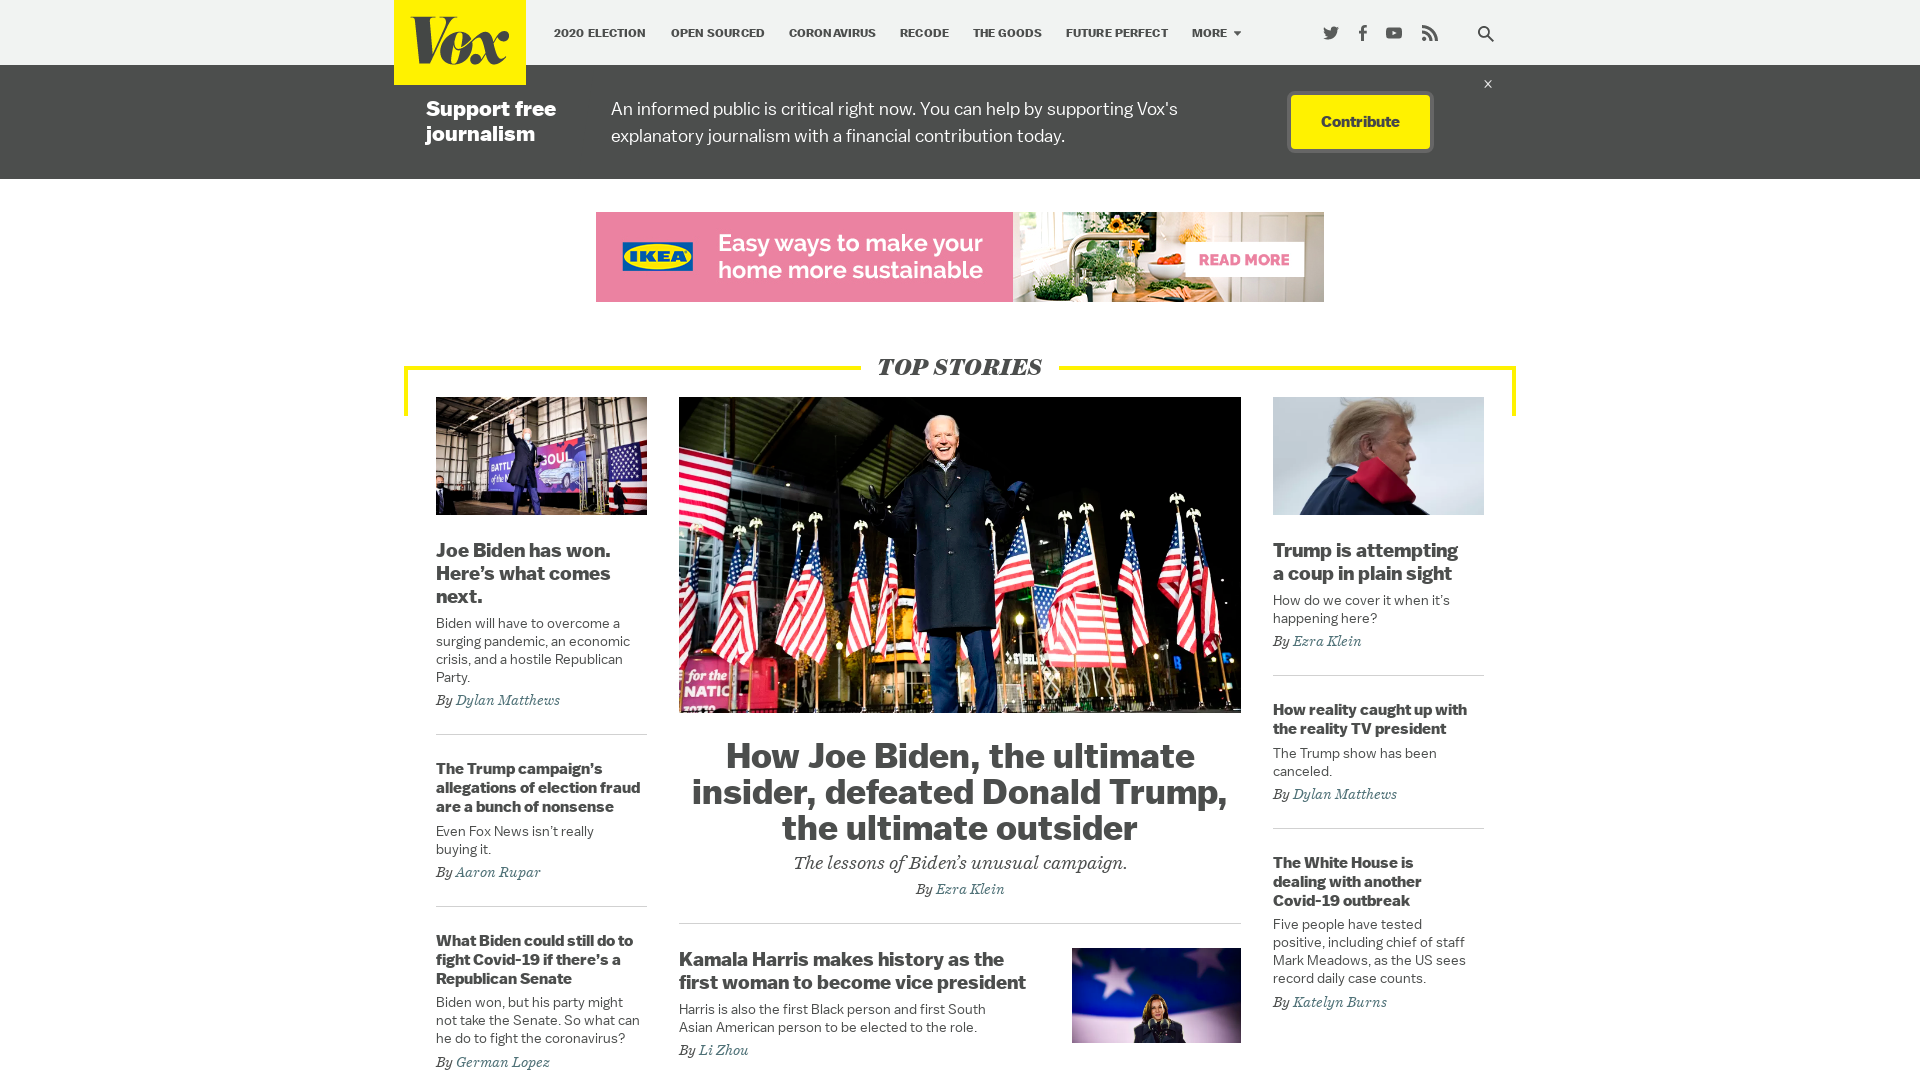 Vox
2020 ELECTION
OPEN SOURCED
CORONAVIRUS
RECODE
THE GOODS
FUTURE PERFECT
MORE
Support free
journalism
An informed public is critical right now. You can help by supporting Vox's
explanatory journalism with a financial contribution today.
Contribute
x
IKEA
Easy ways to make your
home more sustainable
READ MORE
TOP STORIES
BATTLE
SOUL
of the
Joe Biden has won.
Here’s what comes
next.
Biden will have to overcome a
surging pandemic, an economic
crisis, and a hostile Republican
Party.
By Dylan Matthews
The Trump campaign’s
allegations of election fraud
are a bunch of nonsense
Even Fox News isn’t really
buying it.
By Aaron Rupar
What Biden could still do to
fight Covid-19 if there’s a
Republican Senate
Biden won, but his party might
not take the Senate. So what can
he do to fight the coronavirus?
By German Lopez
for the
NATIO
STEEL
How Joe Biden, the ultimate
insider, defeated Donald Trump,
the ultimate outsider
The lessons of Biden’s unusual campaign.
By Ezra Klein
Kamala Harris makes history as the
first woman to become vice president
Harris is also the first Black person and first South
Asian American person to be elected to the role.
By Li Zhou
Trump is attempting
a coup in plain sight
How do we cover it when it’s
happening here?
By Ezra Klein
How reality caught up with
the reality TV president
The Trump show has been
canceled.
By Dylan Matthews
The White House is
dealing with another
Covid-19 outbreak
Five people have tested
positive, including chief of staff
Mark Meadows, as the US sees
record daily case counts.
By Katelyn Burns